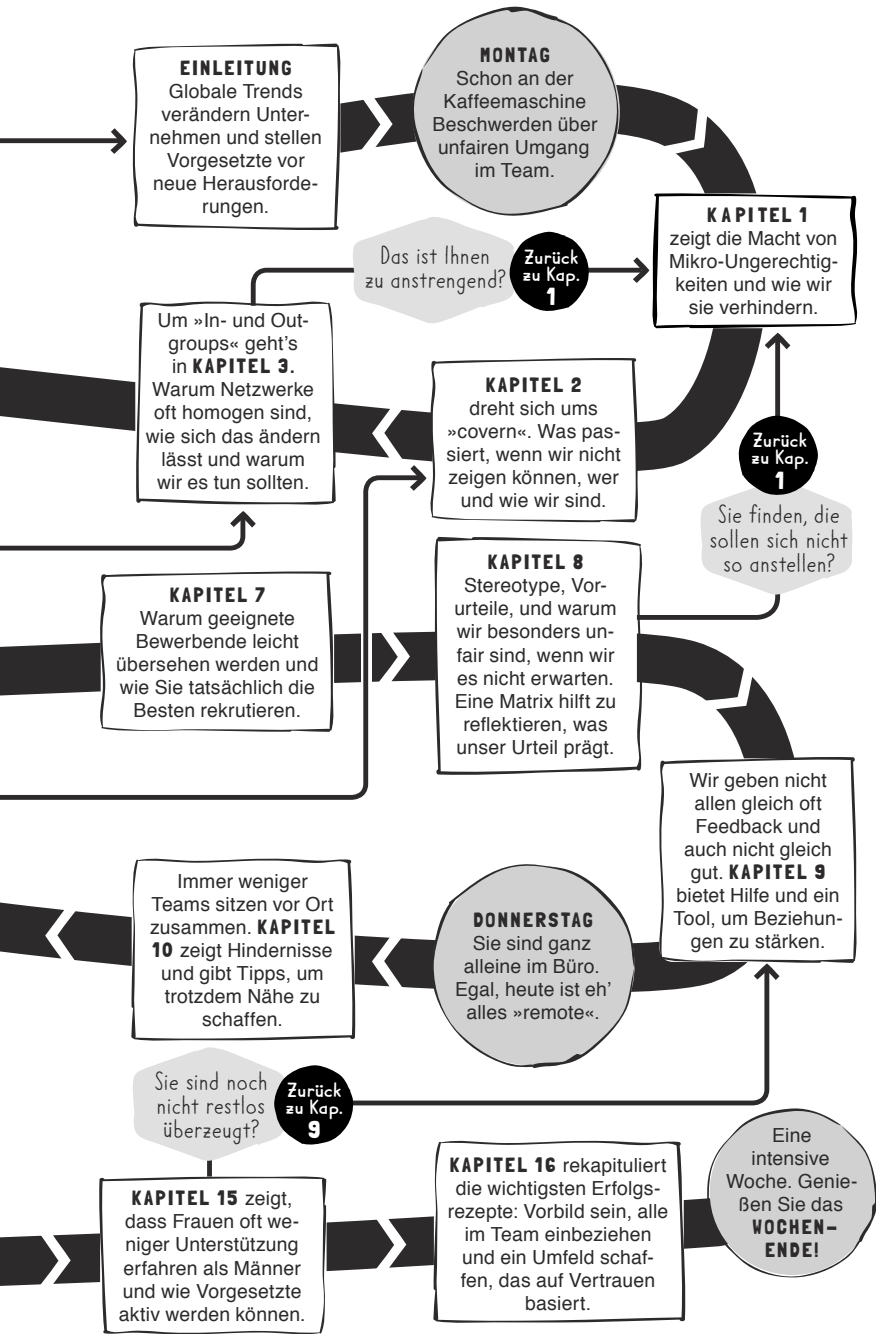 EINLEITUNG
Globale Trends
verändern Unter-
nehmen und stellen
Vorgesetzte vor
neue Herausforde-
rungen.
MONTAG
Schon an der
Kaffeemaschine
Beschwerden über
unfairen Umgang
im Team.
KAPITEL 1
zeigt die Macht von
Mikro-Ungerechtig-
keiten und wie wir
sie verhindern.
Das ist Ihnen
zu anstrengend?
Zurück
zu Kap.
1
Um »In- und Out-
groups« geht's
in KAPITEL 3.
Warum Netzwerke
oft homogen sind,
wie sich das ändern
lässt und warum
wir es tun sollten.
KAPITEL 2
dreht sich ums
»covern«. Was pas-
siert, wenn wir nicht
zeigen können, wer
und wie wir sind.
Zurück
zu Kap.
1
Sie finden, die
sollen sich nicht
so anstellen?
KAPITEL 7
Warum geeignete
Bewerbende leicht
übersehen werden und
wie Sie tatsächlich die
Besten rekrutieren.
KAPITEL 8
Stereotype, Vor-
urteile, und warum
wir besonders un-
fair sind, wenn wir
es nicht erwarten.
Eine Matrix hilft zu
reflektieren, was
unser Urteil prägt.
Wir geben nicht
allen gleich oft
Feedback und
auch nicht gleich
gut. KAPITEL 9
bietet Hilfe und ein
Tool, um Beziehun-
gen zu stärken.
Immer weniger
Teams sitzen vor Ort
zusammen. KAPITEL
10 zeigt Hindernisse
und gibt Tipps, um
trotzdem Nähe zu
schaffen.
DONNERSTAG
Sie sind ganz
alleine im Büro.
Egal, heute ist eh'
alles »remote«.
Sie sind noch
nicht restlos
überzeugt?
Zurück
zu Kap.
9
KAPITEL 15 zeigt,
dass Frauen oft we-
niger Unterstützung
erfahren als Männer
und wie Vorgesetzte
aktiv werden können.
KAPITEL 16 rekapituliert
die wichtigsten Erfolgs-
rezepte: Vorbild sein, alle
im Team einbeziehen
und ein Umfeld schaf-
fen, das auf Vertrauen
basiert.
Eine
intensive
Woche. Genie-
ßen Sie das
WOCHEN-
ENDE!